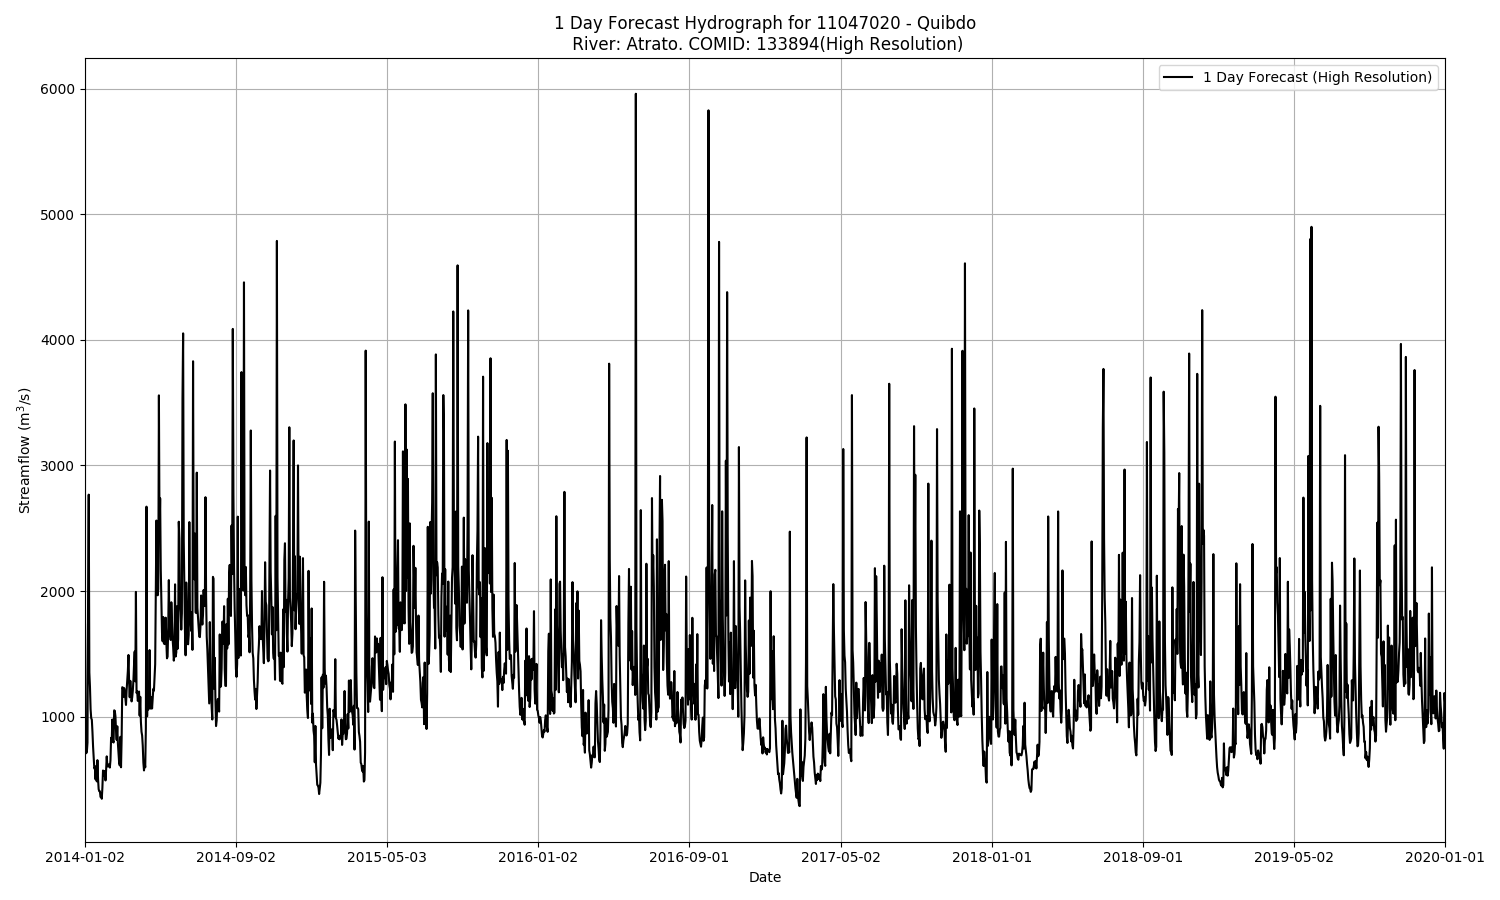 1 Day Forecast Hydrograph for 11047020 - Quibdo
River: Atrato. COMID: 133894(High Resolution)
1 Day Forecast (High Resolution)
6000
5000
4000
3000
2000
1000
Streamflow (m³/s)
2014-01-02 2014-09-02 2015-05-03 2016-01-02 2016-09-01 2017-05-02 2018-01-01 2018-09-01 2019-05-02 2020-01-01
Date